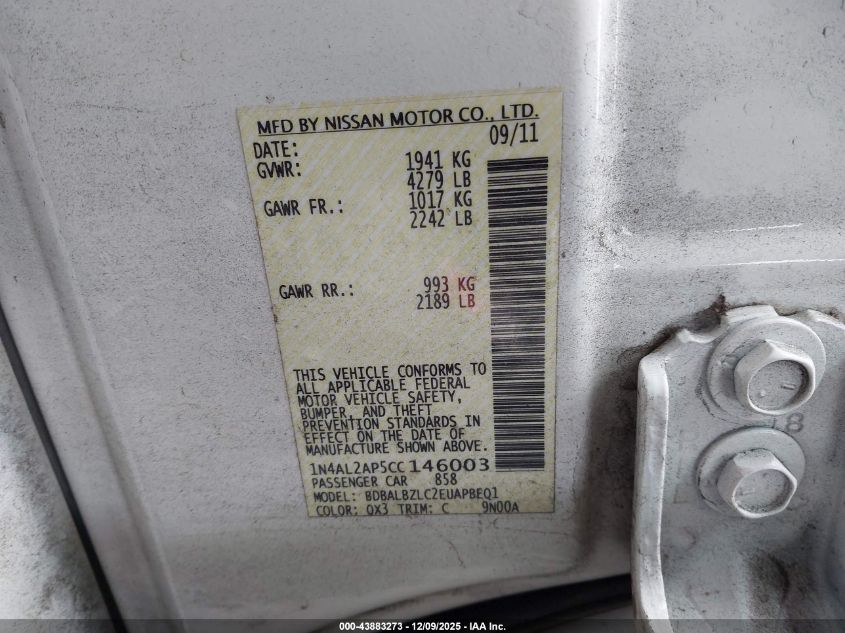 MFD BY NISSAN MOTOR CO., LTD.
DATE: 09/11
GVWR: 1941 KG
4279 LB
GAWR FR.: 1017 KG
2242 LB
GAWR RR.: 993 KG
2189 LB
THIS VEHICLE CONFORMS TO
ALL APPLICABLE FEDERAL
MOTOR VEHICLE SAFETY,
BUMPER, AND THEFT
PREVENTION STANDARDS IN
EFFECT ON THE DATE OF
MANUFACTURE SHOWN ABOVE.
1N4AL2AP5CC146003
PASSENGER CAR 858
MODEL: BDBALBZLC2EUAPBEQ1
COLOR: QX3 TRIM: C 9N00A
8
000-43883273 - 12/09/2025 - IAA Inc.